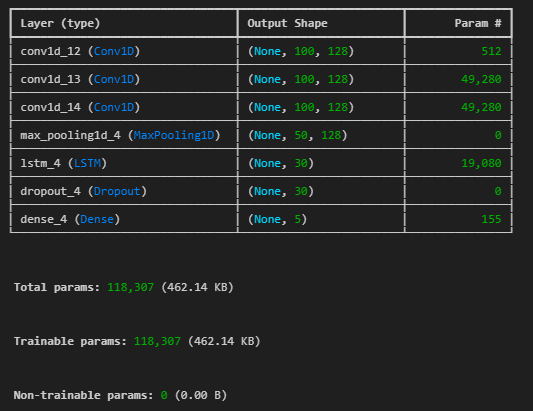 Layer (type) Output Shape Param #
conv1d_12 (Conv1D) (None, 100, 128) 512
conv1d_13 (Conv1D) (None, 100, 128) 49,280
conv1d_14 (Conv1D) (None, 100, 128) 49,280
max_pooling1d_4 (MaxPooling1D) (None, 50, 128) 0
lstm_4 (LSTM) (None, 30) 19,080
dropout_4 (Dropout) (None, 30) 0
dense_4 (Dense) (None, 5) 155
Total params: 118,307 (462.14 KB)
Trainable params: 118,307 (462.14 KB)
Non-trainable params: 0 (0.00 B)